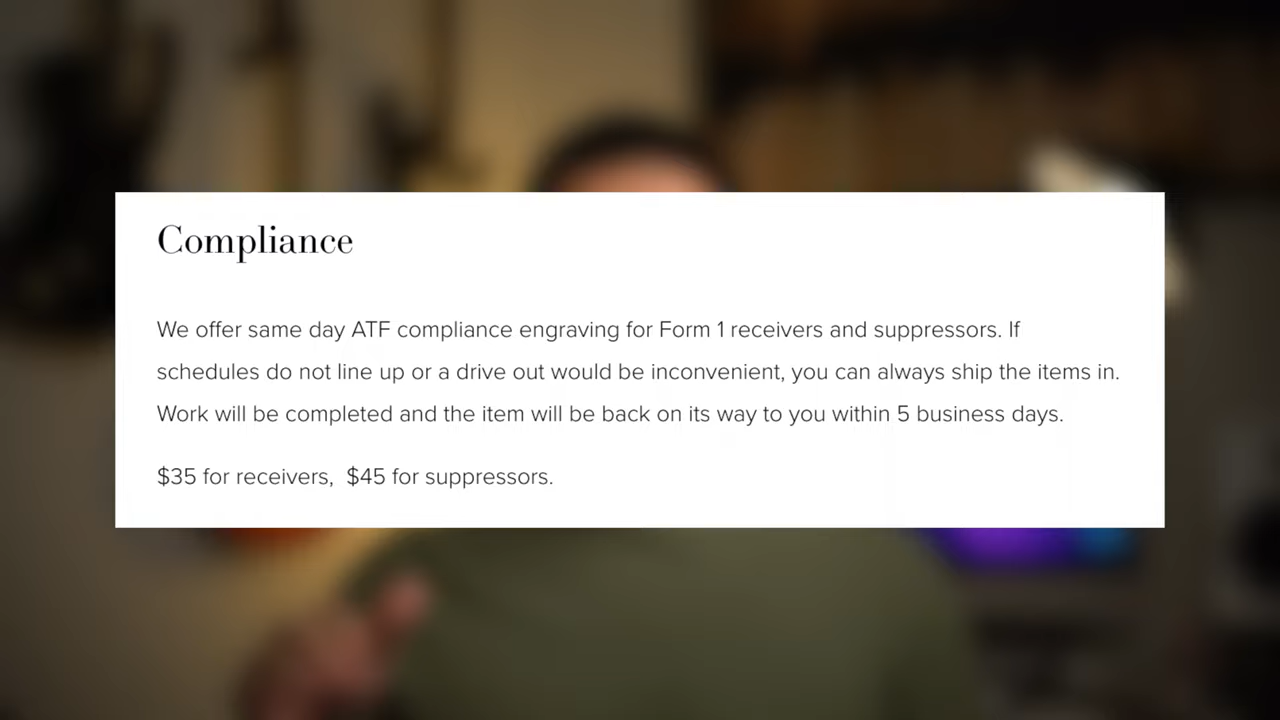 Compliance
We offer same day ATF compliance engraving for Form 1 receivers and suppressors. If
schedules do not line up or a drive out would be inconvenient, you can always ship the items in.
Work will be completed and the item will be back on its way to you within 5 business days.
$35 for receivers, $45 for suppressors.